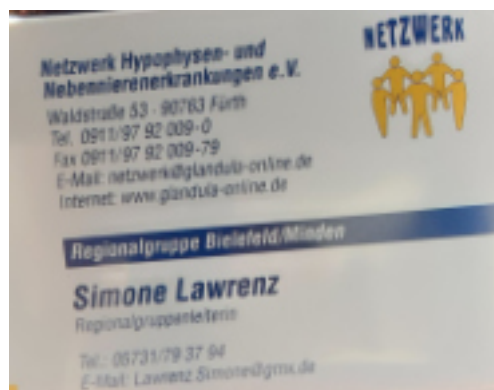 NETZWERK
Netzwerk Hypophysen- und
Nebennierenerkrankungen e.V.
Waldstraße 53 - 90763 Fürth
Tel. 0911/97 92 009-0
Fax 0911/97 92 009-79
E-Mail: netzwerk@glandula-online.de
Internet: www.glandula-online.de
Regionalgruppe Bielefeld/Minden
Simone Lawrenz
Regionalgruppenleiterin
Tel.: 05731/79 37 94
E-Mail: Lawrenz.Simone@gmx.de